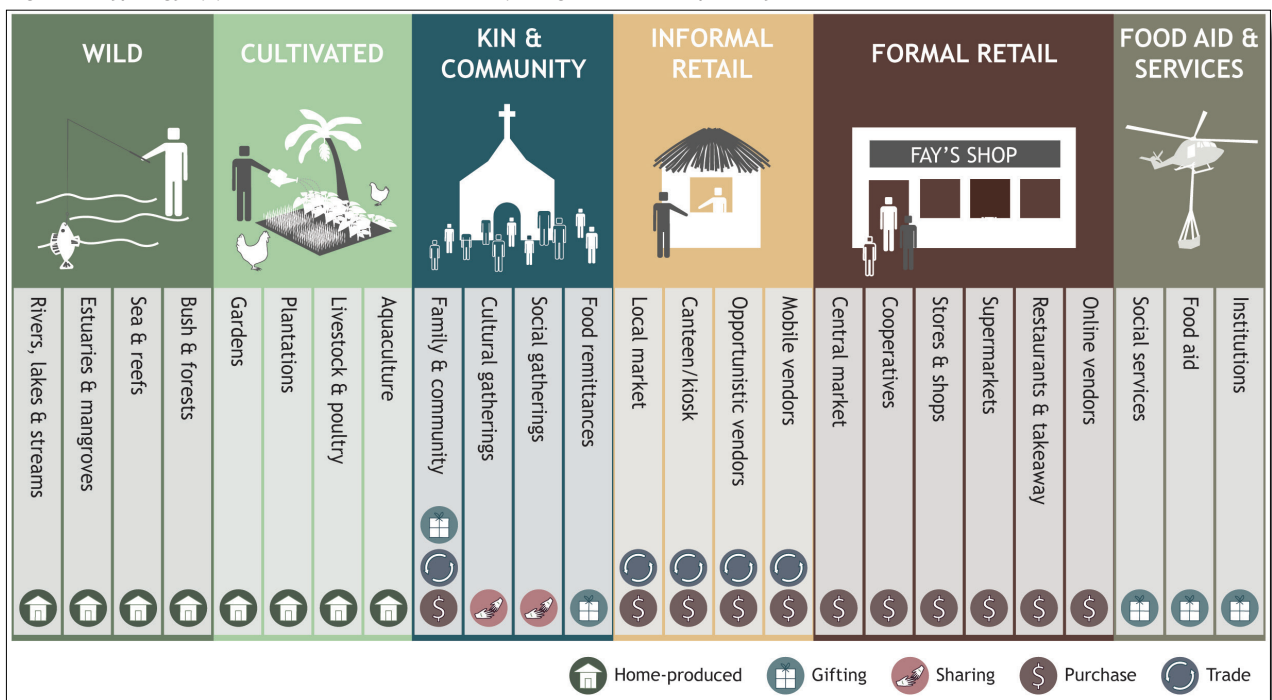 WILD
CULTIVATED
KIN &
COMMUNITY
INFORMAL
RETAIL
FORMAL RETAIL
FOOD AID &
SERVICES
FAY'S SHOP
Rivers, lakes & streams
Estuaries & mangroves
Sea & reefs
Bush & forests
Gardens
Plantations
Livestock & poultry
Aquaculture
Family & community
Cultural gatherings
Social gatherings
Food remittances
Local market
Canteen/kiosk
Opportunistic vendors
Mobile vendors
Central market
Cooperatives
Stores & shops
Supermarkets
Restaurants & takeaway
Online vendors
Social services
Food aid
Institutions
$ $ $ $ $ $ $ $ $ $ $
Home-produced
Gifting
Sharing
$ Purchase
Trade